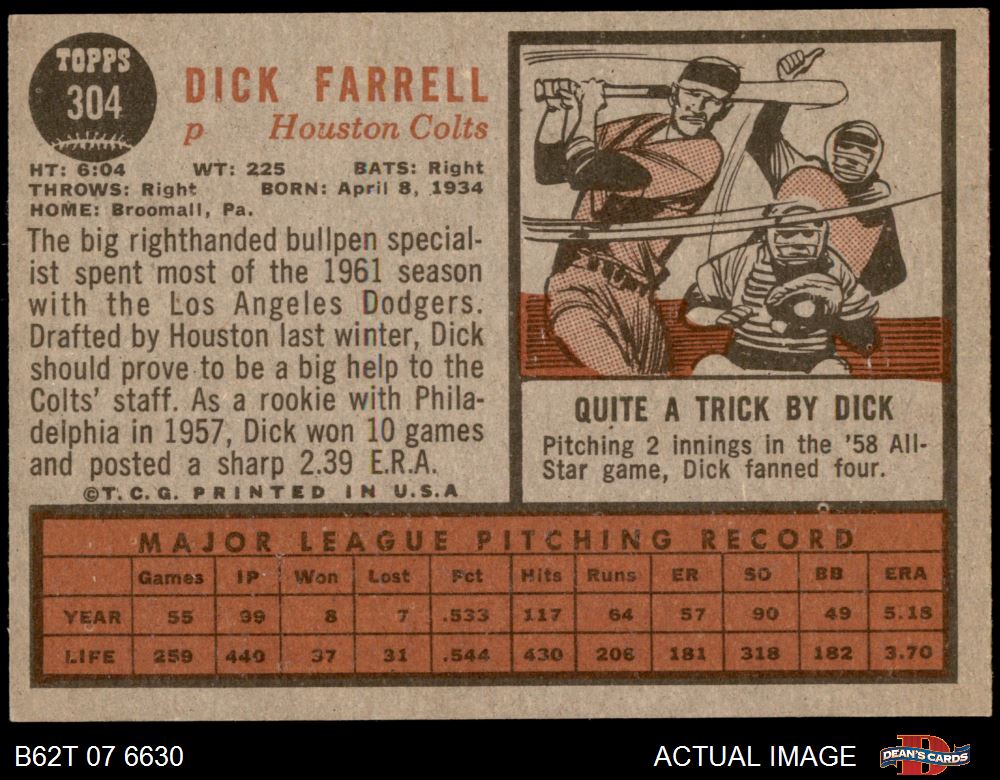 TOPPS
304
DICK FARRELL
p Houston Colts
HT: 6:04 WT: 225 BATS: Right
THROWS: Right BORN: April 8, 1934
HOME: Broomall, Pa.
The big righthanded bullpen special-
ist spent most of the 1961 season
with the Los Angeles Dodgers.
Drafted by Houston last winter, Dick
should prove to be a big help to the
Colts' staff. As a rookie with Phila-
delphia in 1957, Dick won 10 games
and posted a sharp 2.39 E.R.A.
©T.C.G. PRINTED IN U.S.A
QUITE A TRICK BY DICK
Pitching 2 innings in the '58 All-
Star game, Dick fanned four.
MAJOR LEAGUE PITCHING RECORD
Games IP Won Lost Pct Hits Runs ER SO BB ERA
YEAR 55 99 8 7 .533 117 64 57 90 49 5.18
LIFE 259 440 37 31 .544 430 206 181 318 182 3.70
B62T 07 6630 ACTUAL IMAGE DEAN'S CARDS